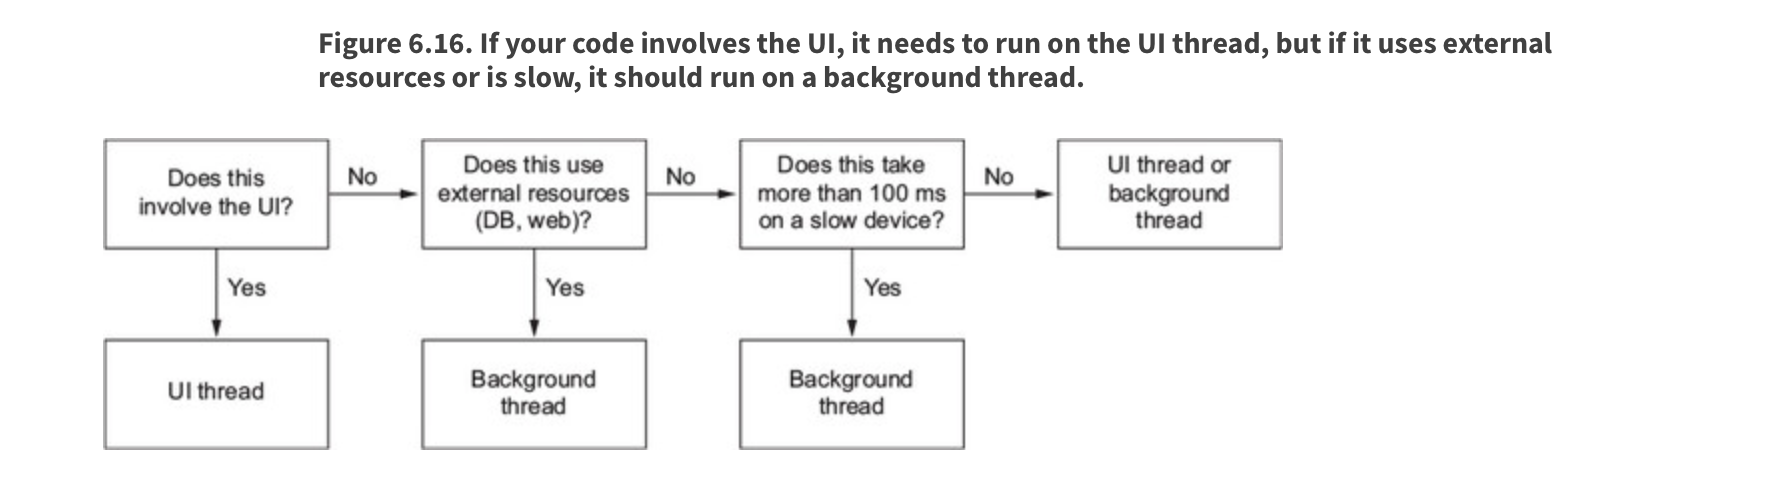 Figure 6.16. If your code involves the UI, it needs to run on the UI thread, but if it uses external
resources or is slow, it should run on a background thread.
Does this
involve the UI?
No
Does this use
external resources
(DB, web)?
No
Does this take
more than 100 ms
on a slow device?
No
UI thread or
background
thread
Yes
Yes
Yes
UI thread
Background
thread
Background
thread